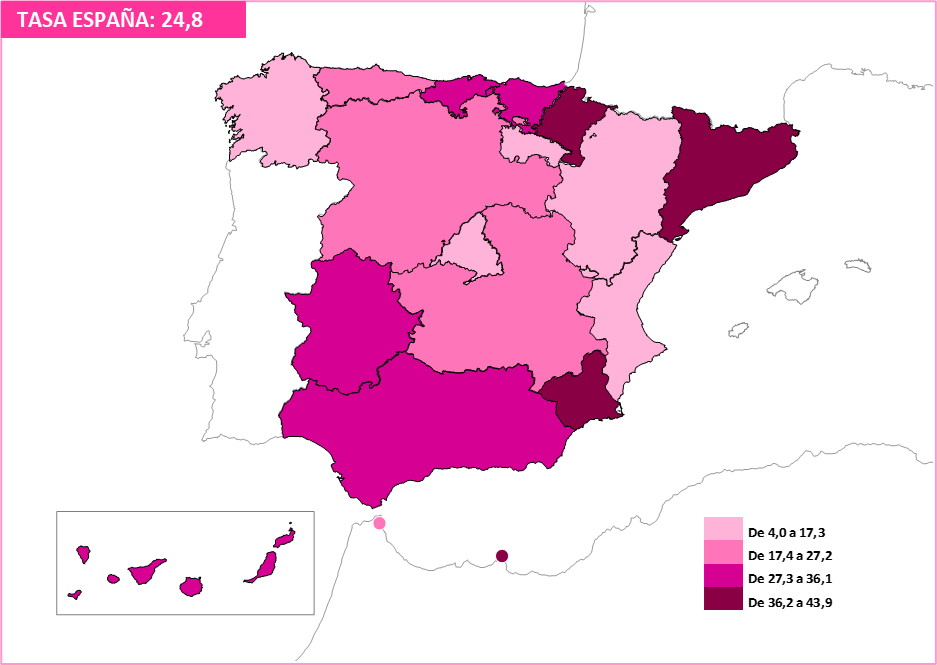 TASA ESPAÑA: 24,8
De 4,0 a 17,3
De 17,4 a 27,2
De 27,3 a 36,1
De 36,2 a 43,9